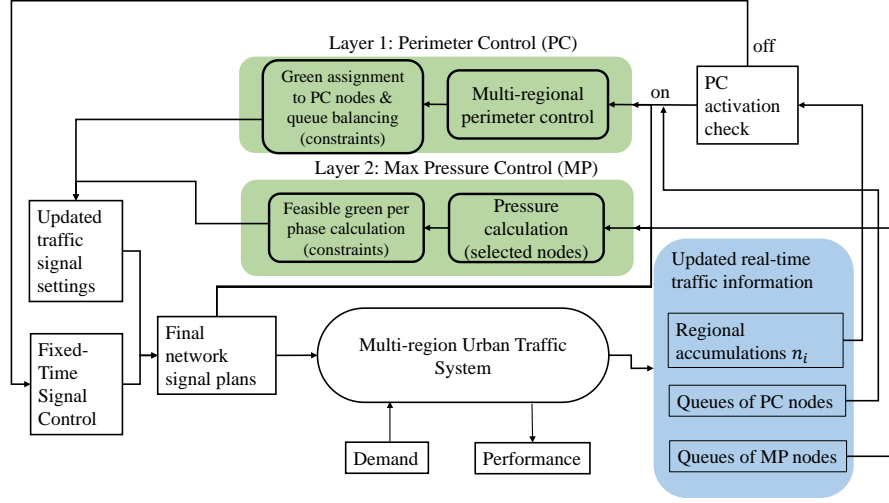 off
Layer 1: Perimeter Control (PC)
Green assignment
to PC nodes &
queue balancing
(constraints)
Multi-regional
perimeter control
on
PC
activation
check
Layer 2: Max Pressure Control (MP)
Feasible green per
phase calculation
(constraints)
Pressure
calculation
(selected nodes)
Updated
traffic
signal
settings
Updated real-time
traffic information
Regional
accumulations nᵢ
Queues of PC nodes
Queues of MP nodes
Fixed-
Time
Signal
Control
Final
network
signal plans
Multi-region Urban Traffic
System
Demand
Performance